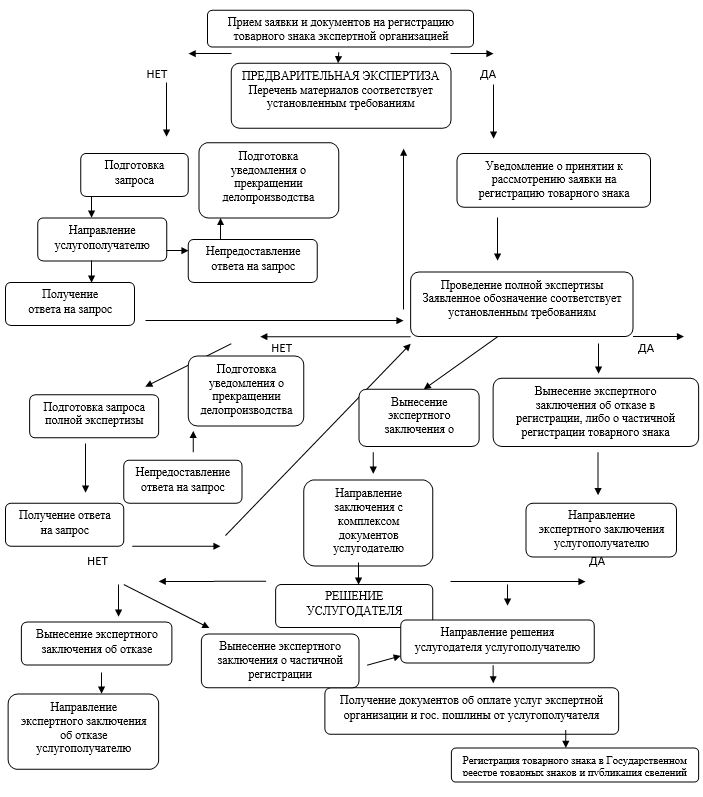 Прием заявки и документов на регистрацию
товарного знака экспертной организацией
НЕТ
ПРЕДВАРИТЕЛЬНАЯ ЭКСПЕРТИЗА
Перечень материалов соответствует
установленным требованиям
ДА
Подготовка
запроса
Подготовка
уведомления о
прекращении
делопроизводства
Уведомление о принятии к
рассмотрению заявки на
регистрацию товарного знака
Направление
услугополучателю
Непредоставление
ответа на запрос
Получение
ответа на запрос
Проведение полной экспертизы
Заявленное обозначение соответствует
установленным требованиям
НЕТ
ДА
Подготовка
уведомления о
прекращении
делопроизводства
Подготовка запроса
полной экспертизы
Вынесение
экспертного
заключения о
Вынесение экспертного
заключения об отказе в
регистрации, либо о частичной
регистрации товарного знака
Непредоставление
ответа на запрос
Получение ответа
на запрос
Направление
заключения с
комплексом
документов
услугодателю
Направление
экспертного заключения
услугополучателю
НЕТ
ДА
РЕШЕНИЕ
УСЛУГОДАТЕЛЯ
Вынесение экспертного
заключения об отказе
Вынесение экспертного
заключения о частичной
регистрации
Направление решения
услугодателя услугополучателю
Направление
экспертного заключения
об отказе
услугополучателю
Получение документов об оплате услуг экспертной
организации и гос. пошлины от услугополучателя
Регистрация товарного знака в Государственном
реестре товарных знаков и публикация сведений